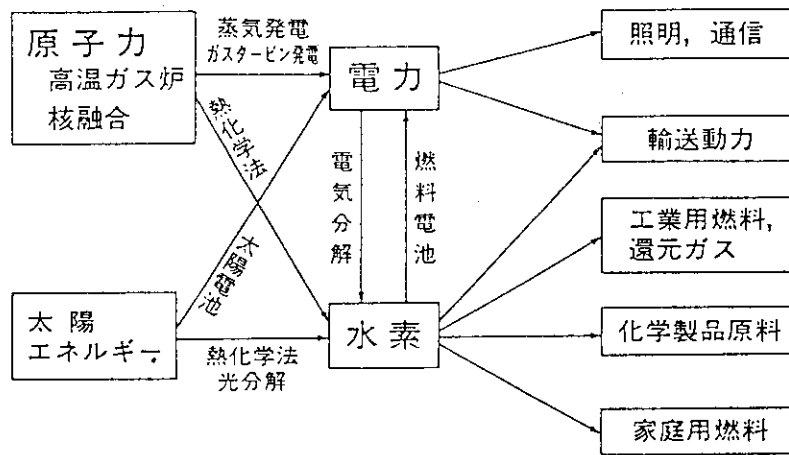 原子力
高温ガス炉
核融合
蒸気発電
ガスタービン発電
熱化学法
電力
照明, 通信
輸送動力
電気分解
燃料電池
工業用燃料,
還元ガス
太陽電池
太陽
エネルギー
熱化学法
光分解
水素
化学製品原料
家庭用燃料